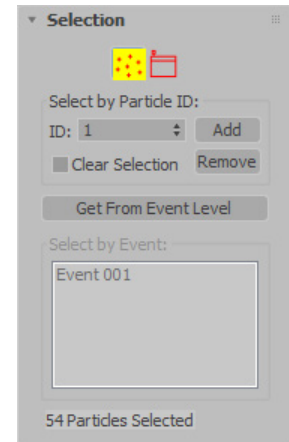 Selection
Select by Particle ID:
ID: 1 Add
Clear Selection Remove
Get From Event Level
Select by Event:
Event 001
54 Particles Selected